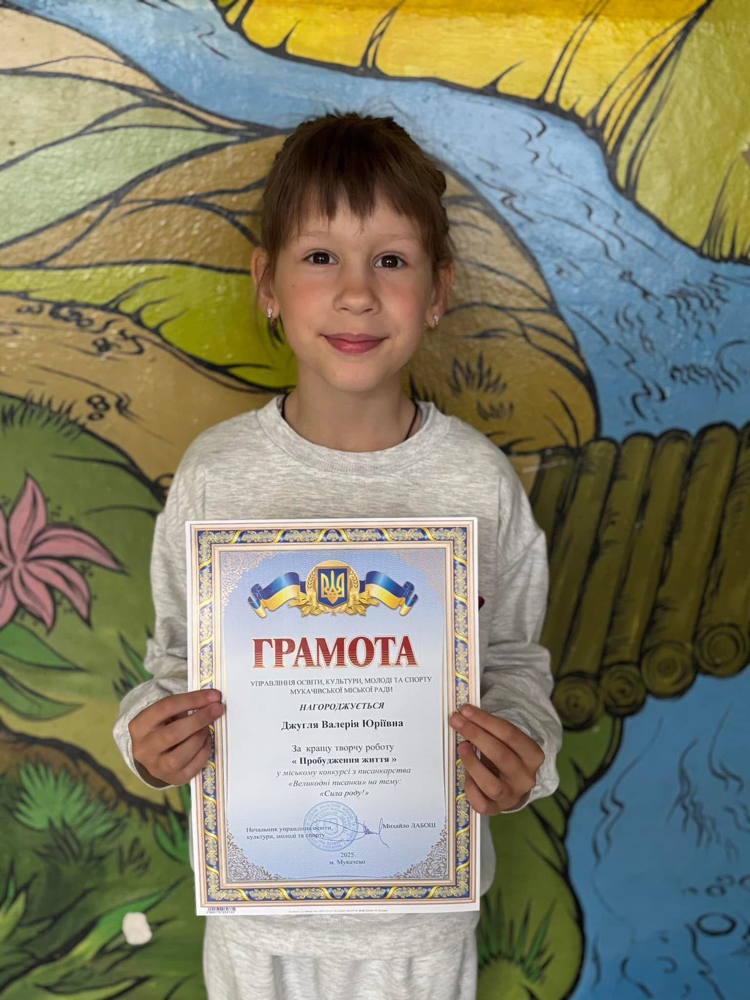 ГРАМОТА
УПРАВЛІННЯ ОСВІТИ, КУЛЬТУРИ, МОЛОДІ ТА СПОРТУ
МУКАЧІВСЬКОЇ МІСЬКОЇ РАДИ
НАГОРОДЖУЄТЬСЯ
Джугля Валерія Юріївна
За кращу творчу роботу
« Пробудження життя »
у міському конкурсі з писанкарства
«Великодні писанки» на тему:
«Сила роду!»
Начальник управління освіти,
культури, молоді та спорту
Михайло ЛАБОШ
2025
м. Мукачево